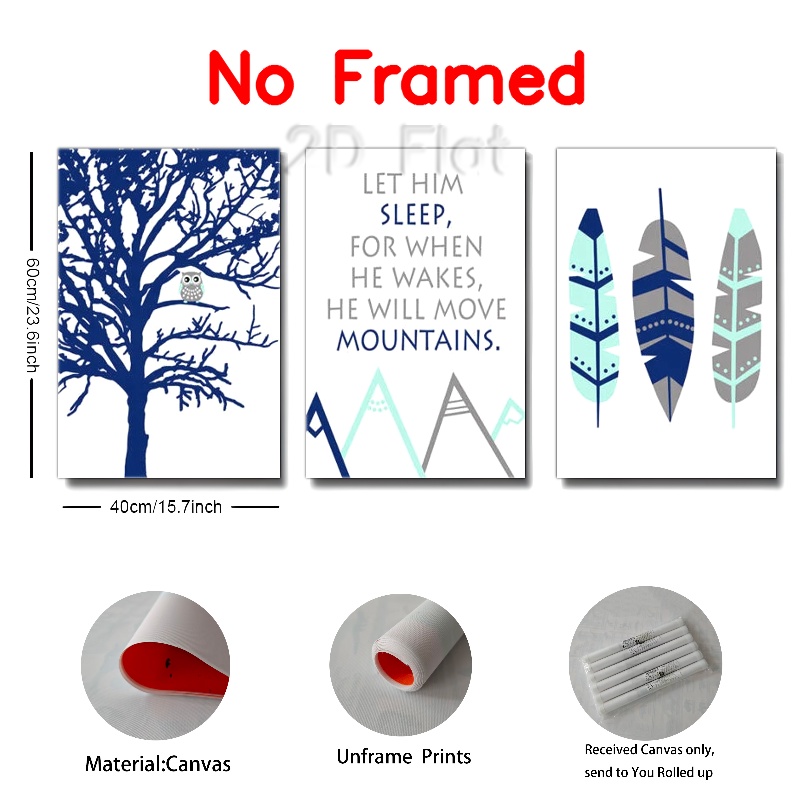 No Framed
2D Flat
LET HIM
SLEEP,
FOR WHEN
HE WAKES,
HE WILL MOVE
MOUNTAINS.
60cm/23.6inch
40cm/15.7inch
Material:Canvas
Unframe Prints
Received Canvas only,
send to You Rolled up